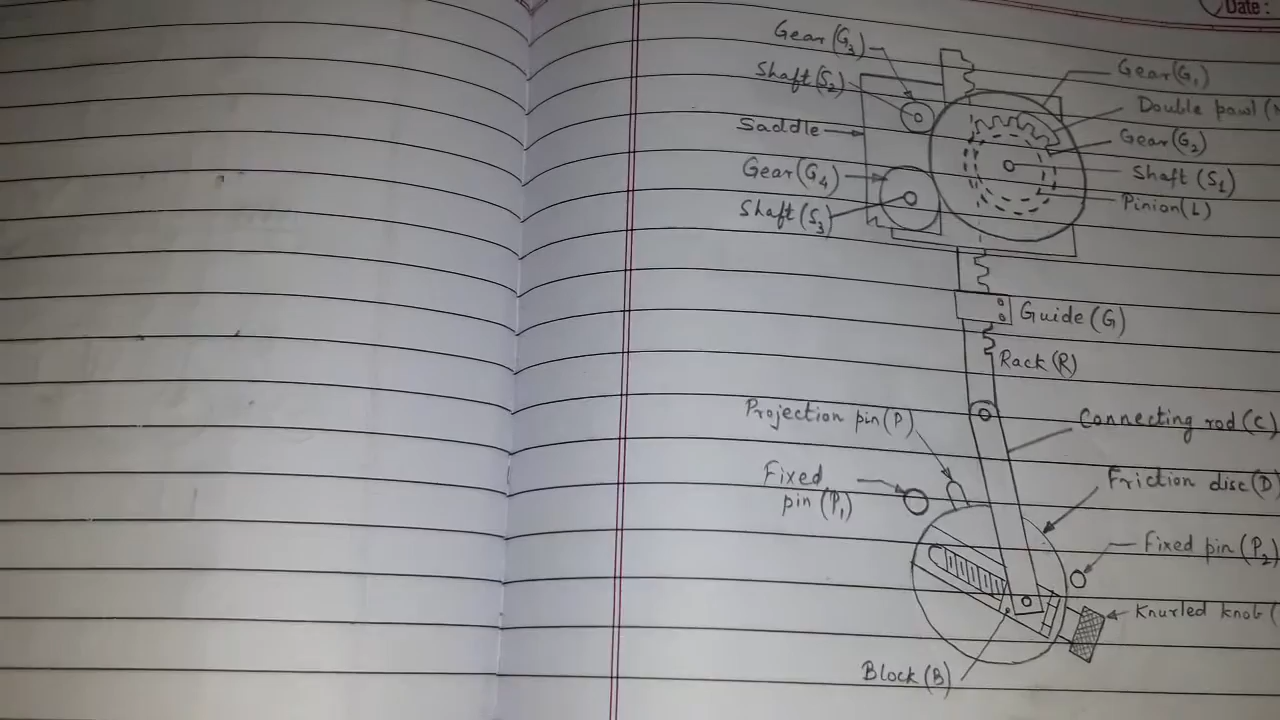 Date:
Gear(G3)
Shaft(S2)
Saddle
Gear(G4
Shaft(S3)
Gear(G1)
Double pawl(
Gear(G2)
Shaft(S1)
Pinion(L)
Guide(G)
Rack(R)
Projection pin(P)
Connecting rod(C)
Fixed
pin(P1)
Friction disc(D)
Fixed pin(P2)
Knurled knob(
Block(B)